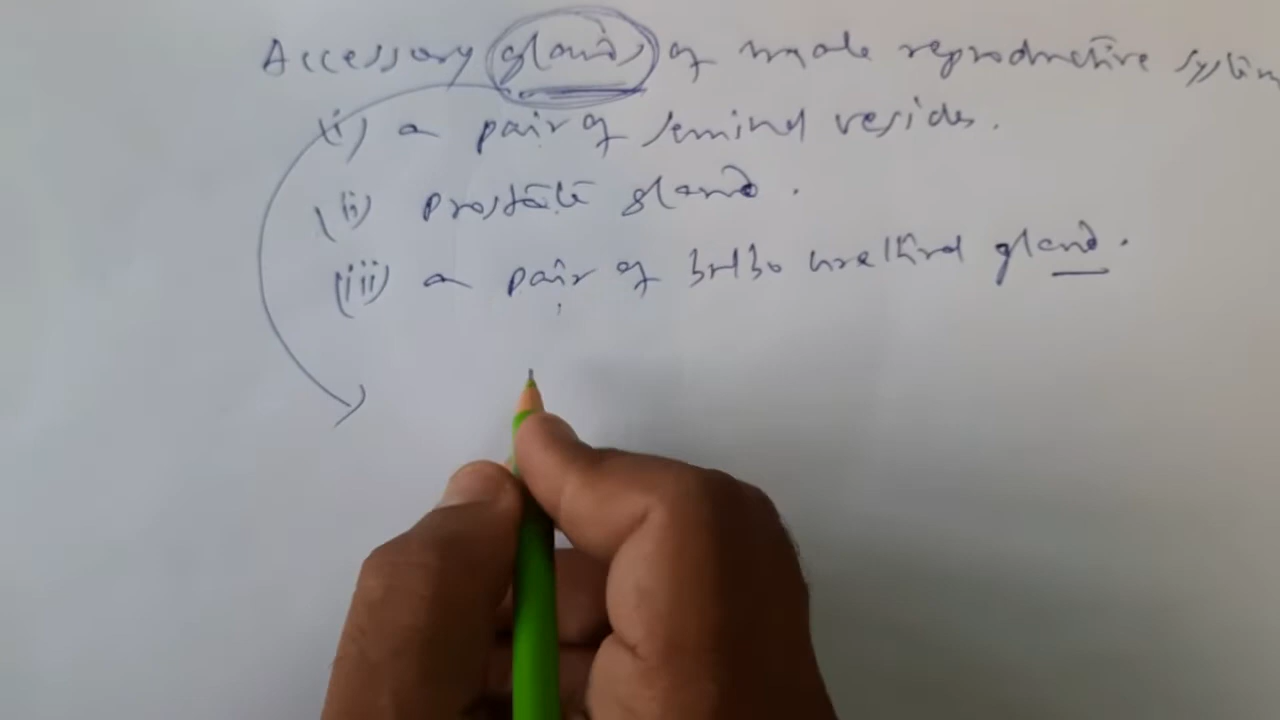 Accessory glands of male reproductive system
(i) a pair of seminal vesicles.
(ii) prostate gland.
(iii) a pair of bulbo urethral gland.